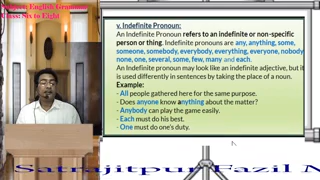 Subject: English Grammar
Class: Six to Eight
v. Indefinite Pronoun:
An Indefinite Pronoun refers to an indefinite or non-specific
person or thing. Indefinite pronouns are any, anything, some,
someone, somebody, everybody, everything, everyone, nobody
none, one, several, some, few, many and each.
An Indefinite pronoun may look like an indefinite adjective, but it
is used differently in sentences by taking the place of a noun.
Example:
- All people gathered here for the same purpose.
- Does anyone know anything about the matter?
- Anybody can play the game easily.
- Each must do his best.
- One must do one's duty.
Satrajitpur Fazil